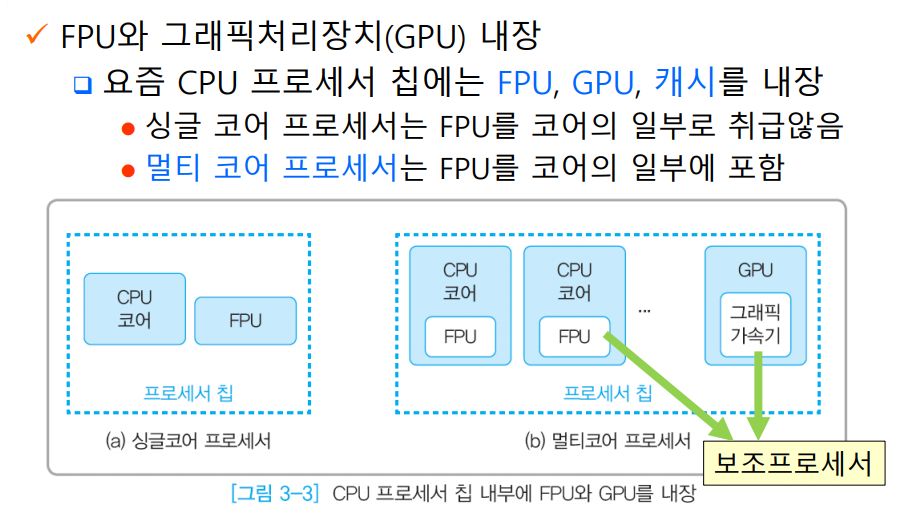 FPU와 그래픽처리장치(GPU) 내장
요즘 CPU 프로세서 칩에는 FPU, GPU, 캐시를 내장
싱글 코어 프로세서는 FPU를 코어의 일부로 취급않음
멀티 코어 프로세서는 FPU를 코어의 일부에 포함
CPU
코어
FPU
프로세서 칩
(a) 싱글코어 프로세서
CPU
코어
FPU
CPU
코어
FPU
...
GPU
그래픽
가속기
프로세서 칩
(b) 멀티코어 프로세서
보조프로세서
[그림 3-3] CPU 프로세서 칩 내부에 FPU와 GPU를 내장